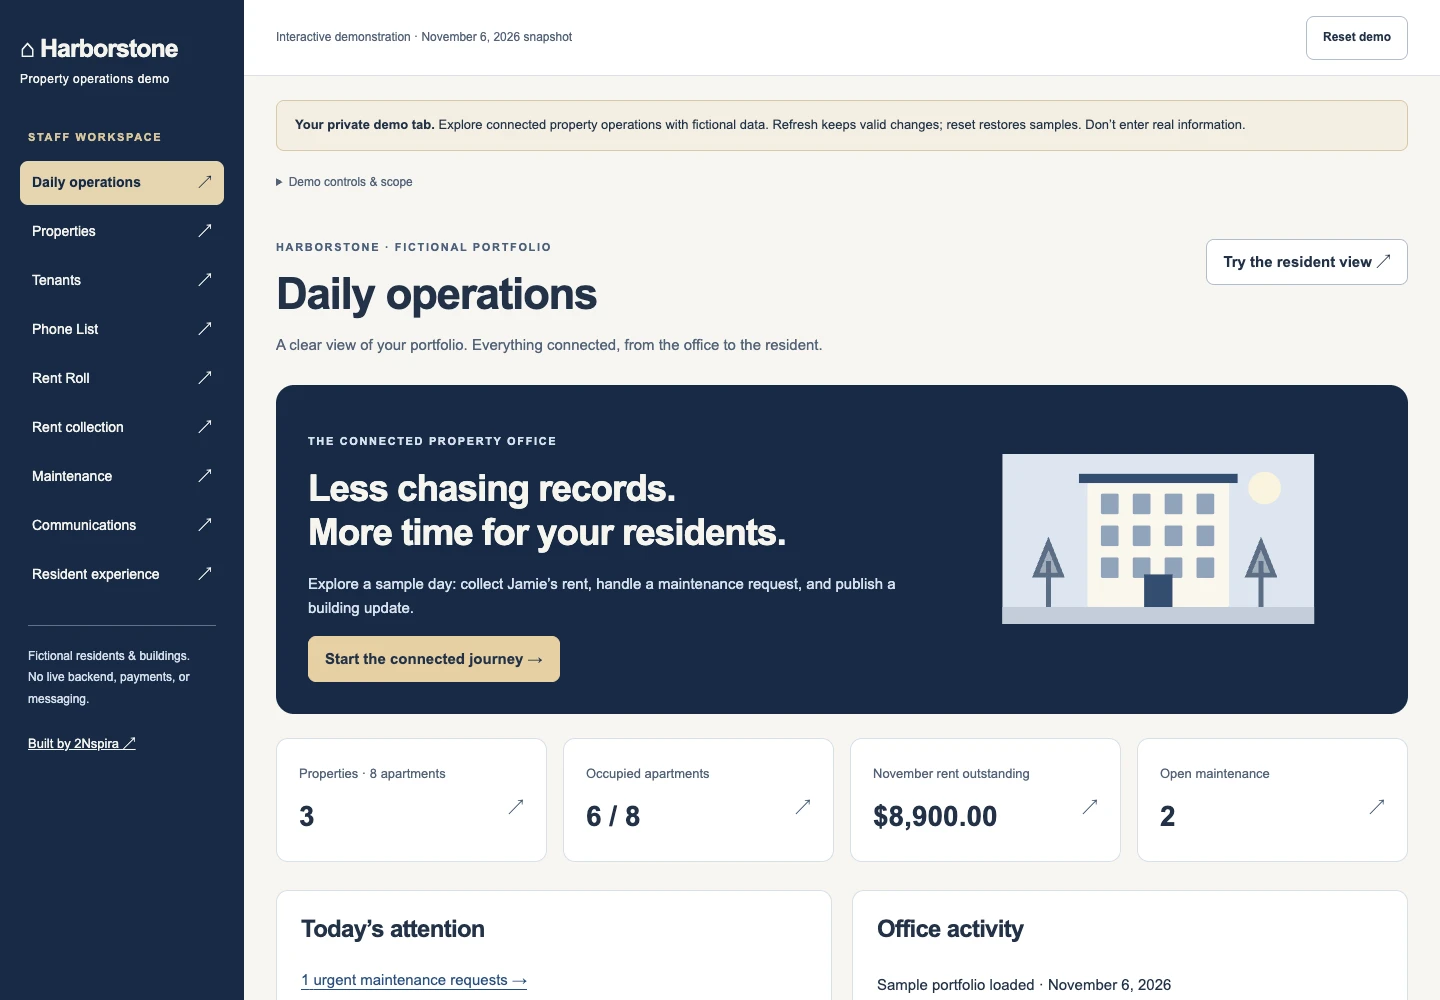 ⌂ Harborstone
Property operations demo
STAFF WORKSPACE
Daily operations ↗
Properties ↗
Tenants ↗
Phone List ↗
Rent Roll ↗
Rent collection ↗
Maintenance ↗
Communications ↗
Resident experience ↗
Fictional residents & buildings.
No live backend, payments, or
messaging.
Built by 2Nspira ↗
Interactive demonstration · November 6, 2026 snapshot
Reset demo
Your private demo tab. Explore connected property operations with fictional data. Refresh keeps valid changes; reset restores samples. Don’t enter real information.
▶ Demo controls & scope
HARBORSTONE · FICTIONAL PORTFOLIO
Daily operations
A clear view of your portfolio. Everything connected, from the office to the resident.
Try the resident view ↗
THE CONNECTED PROPERTY OFFICE
Less chasing records.
More time for your residents.
Explore a sample day: collect Jamie’s rent, handle a maintenance request, and publish a
building update.
Start the connected journey →
Properties · 8 apartments
3 ↗
Occupied apartments
6 / 8 ↗
November rent outstanding
$8,900.00 ↗
Open maintenance
2 ↗
Today’s attention
1 urgent maintenance requests →
Office activity
Sample portfolio loaded · November 6, 2026